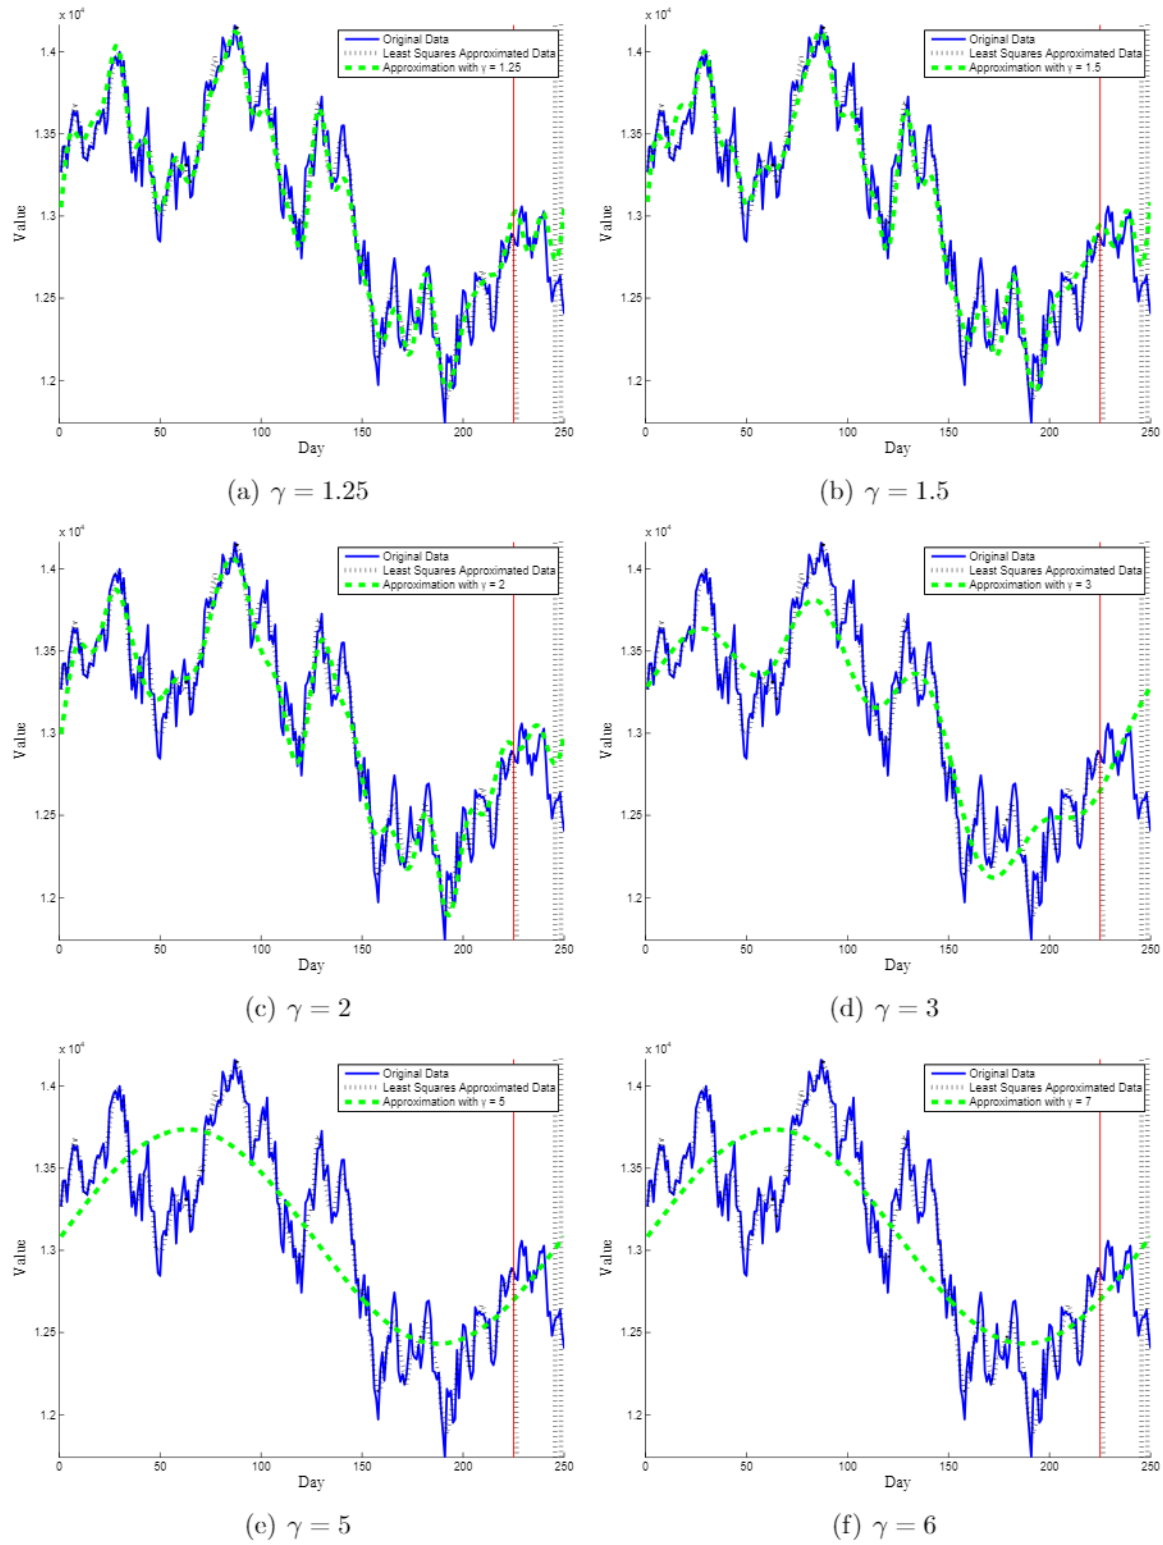 x 10⁴
Original Data
Least Squares Approximated Data
Approximation with γ = 1.25
1.4
1.35
1.3
1.25
1.2
Value
0 50 100 150 200 250
Day
(a) γ = 1.25
x 10⁴
Original Data
Least Squares Approximated Data
Approximation with γ = 1.5
1.4
1.35
1.3
1.25
1.2
Value
0 50 100 150 200 250
Day
(b) γ = 1.5
x 10⁴
Original Data
Least Squares Approximated Data
Approximation with γ = 2
1.4
1.35
1.3
1.25
1.2
Value
0 50 100 150 200 250
Day
(c) γ = 2
x 10⁴
Original Data
Least Squares Approximated Data
Approximation with γ = 3
1.4
1.35
1.3
1.25
1.2
Value
0 50 100 150 200 250
Day
(d) γ = 3
x 10⁴
Original Data
Least Squares Approximated Data
Approximation with γ = 5
1.4
1.35
1.3
1.25
1.2
Value
0 50 100 150 200 250
Day
(e) γ = 5
x 10⁴
Original Data
Least Squares Approximated Data
Approximation with γ = 7
1.4
1.35
1.3
1.25
1.2
Value
0 50 100 150 200 250
Day
(f) γ = 6